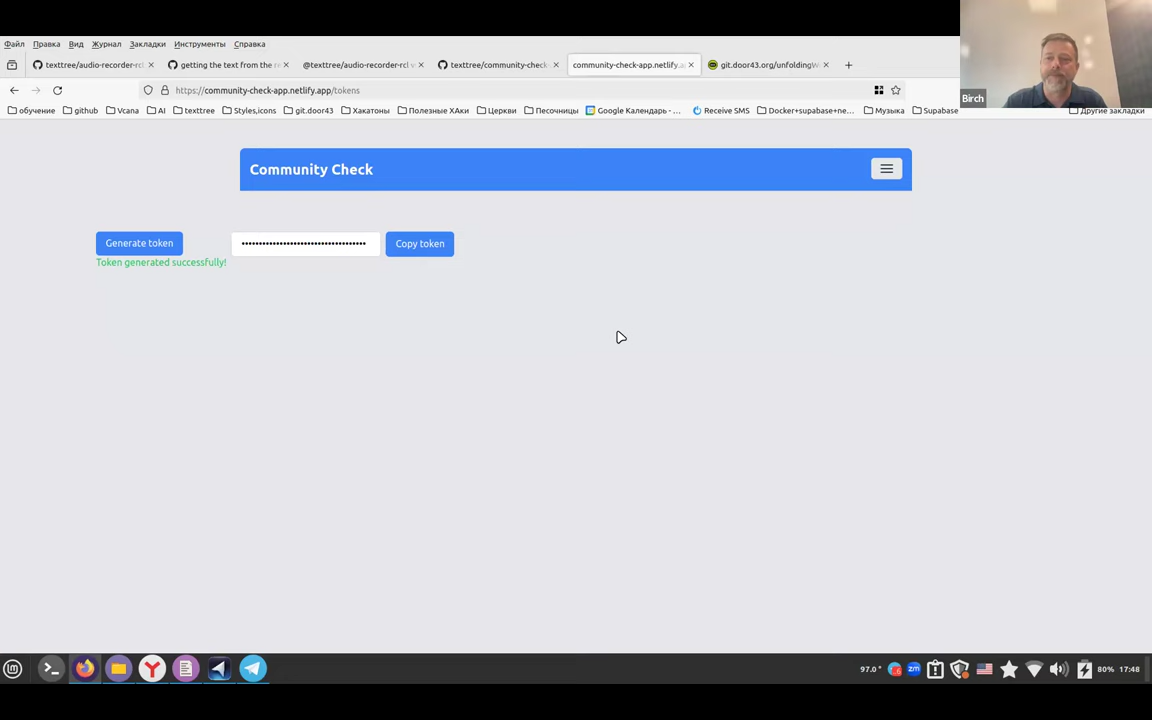 Файл Правка Вид Журнал Закладки Инструменты Справка
texttree/audio-recorder-rcl getting the text from the r @texttree/audio-recorder-rcl v texttree/community-check community-check-app.netlify.a git.door43.org/unfoldingW
https://community-check-app.netlify.app/tokens
обучение github Vcana AI texttree Styles,icons git.door43 Хакатоны Полезные ХАки Церкви Песочницы Google Календарь - ... Receive SMS Docker+supabase+ne... Музыка Supabase Другие закладки
Birch
Community Check
Generate token Copy token
Token generated successfully!
97.0° 80% 17:48